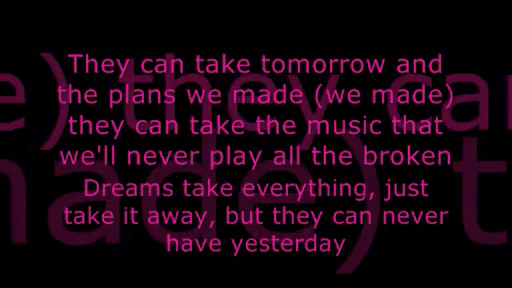 They can take tomorrow and
the plans we made (we made)
they can take the music that
we'll never play all the broken
Dreams take everything, just
take it away, but they can never
have yesterday